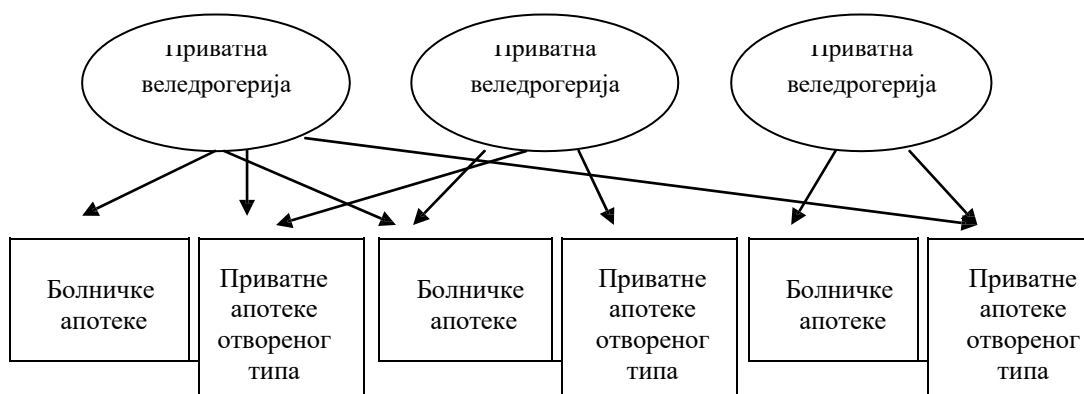 Приватна
веледрогерија
Приватна
веледрогерија
Приватна
веледрогерија
Болничке
апотеке
Приватне
апотеке
отвореног
типа
Болничке
апотеке
Приватне
апотеке
отвореног
типа
Болничке
апотеке
Приватне
апотеке
отвореног
типа